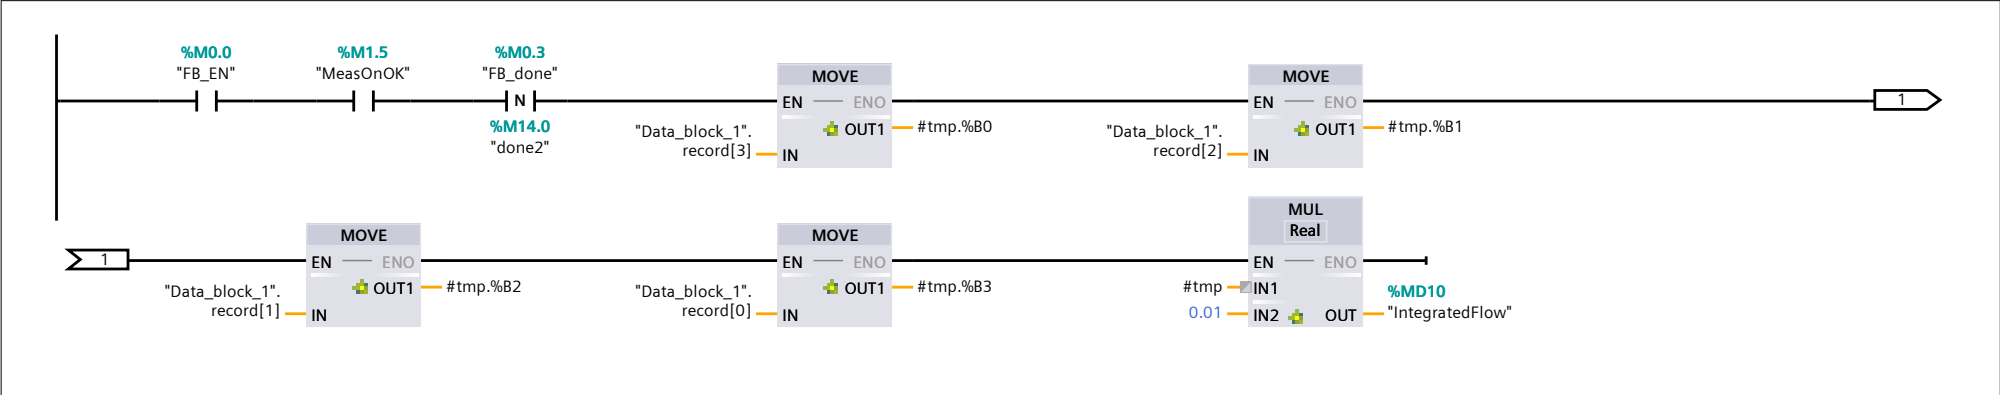 %M0.0
"FB_EN"
%M1.5
"MeasOnOK"
%M0.3
"FB_done"
N
%M14.0
"done2"
MOVE
EN
ENO
OUT1
#tmp.%B0
"Data_block_1".
record[3]
IN
MOVE
EN
ENO
OUT1
#tmp.%B1
"Data_block_1".
record[2]
IN
1
1
MOVE
EN
ENO
OUT1
#tmp.%B2
"Data_block_1".
record[1]
IN
MOVE
EN
ENO
OUT1
#tmp.%B3
"Data_block_1".
record[0]
IN
MUL
Real
EN
ENO
#tmp
IN1
0.01
IN2
OUT
%MD10
"IntegratedFlow"